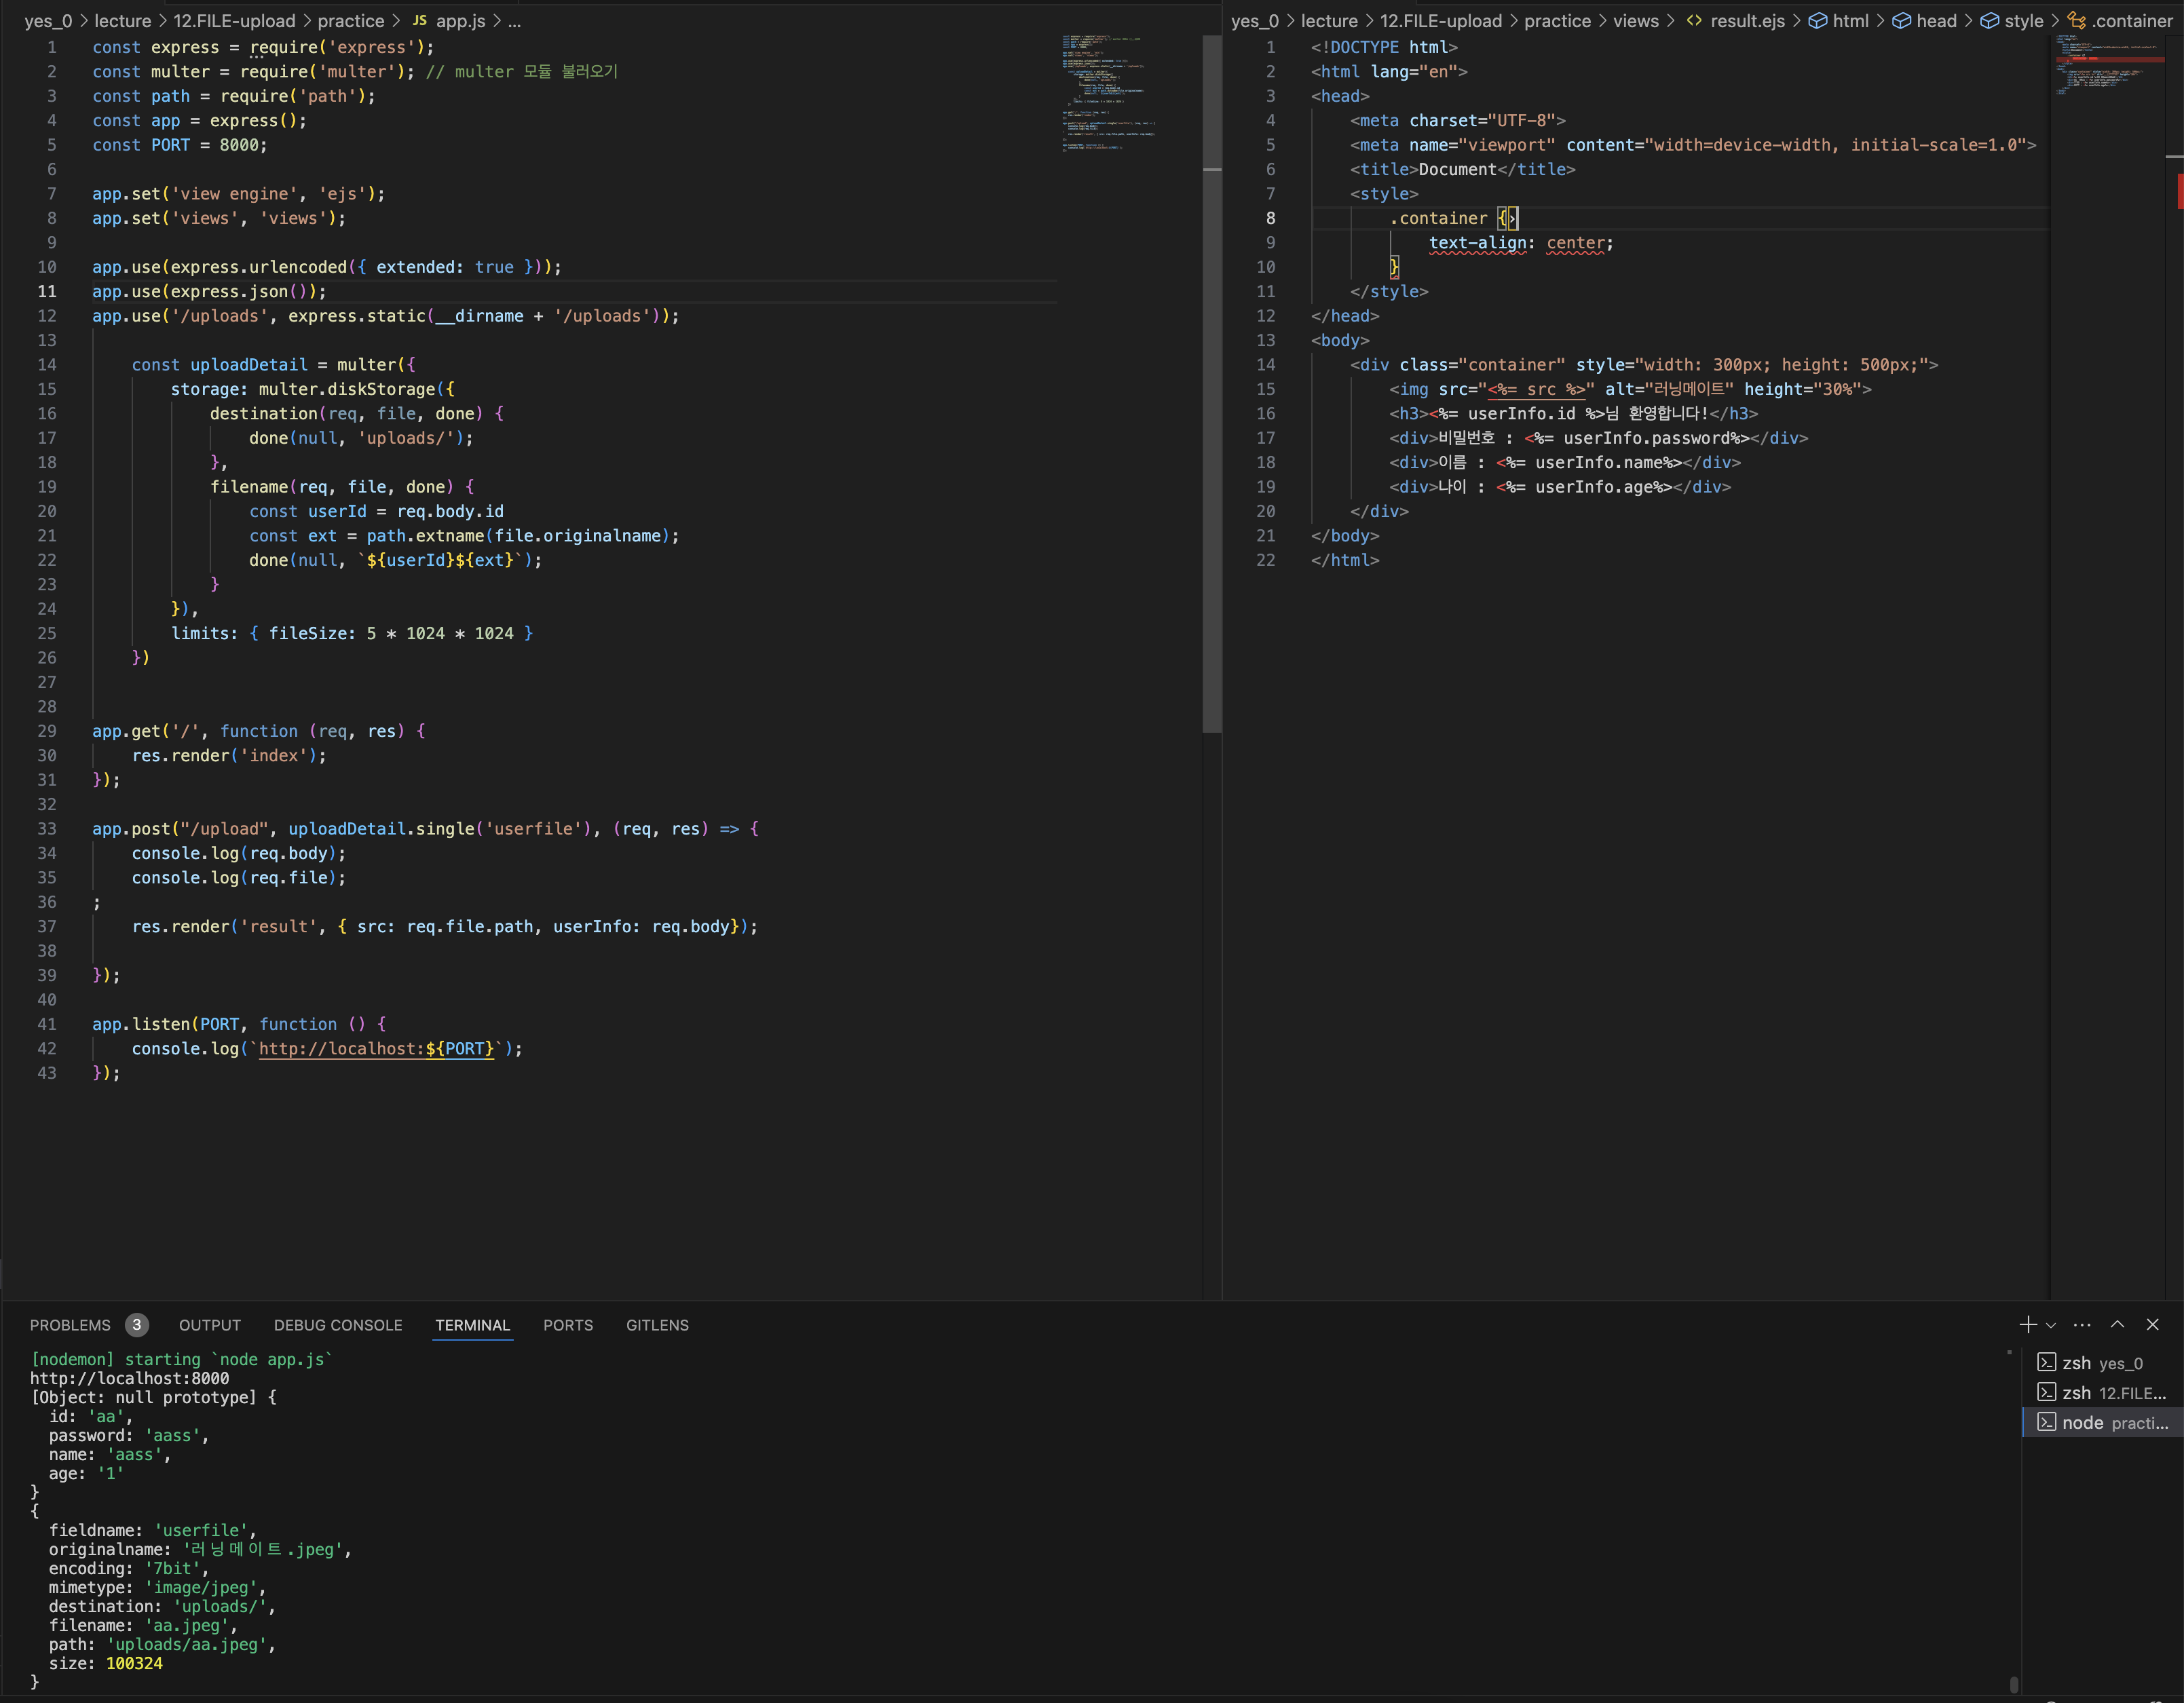 yes_0 > lecture > 12.FILE-upload > practice > JS app.js > ...
1 const express = require('express');
2 const multer = require('multer'); // multer 모듈 불러오기
3 const path = require('path');
4 const app = express();
5 const PORT = 8000;
6
7 app.set('view engine', 'ejs');
8 app.set('views', 'views');
9
10 app.use(express.urlencoded({ extended: true }));
11 app.use(express.json());
12 app.use('/uploads', express.static(__dirname + '/uploads'));
13
14     const uploadDetail = multer({
15         storage: multer.diskStorage({
16             destination(req, file, done) {
17                 done(null, 'uploads/');
18             },
19             filename(req, file, done) {
20                 const userId = req.body.id
21                 const ext = path.extname(file.originalname);
22                 done(null, `${userId}${ext}`);
23             }
24         }),
25         limits: { fileSize: 5 * 1024 * 1024 }
26     })
27
28
29 app.get('/', function (req, res) {
30     res.render('index');
31 });
32
33 app.post("/upload", uploadDetail.single('userfile'), (req, res) => {
34     console.log(req.body);
35     console.log(req.file);
36 ;
37     res.render('result', { src: req.file.path, userInfo: req.body});
38
39 });
40
41 app.listen(PORT, function () {
42     console.log(`http://localhost:${PORT}`);
43 });
yes_0 > lecture > 12.FILE-upload > practice > views > <> result.ejs > html > head > style > .container
1 <!DOCTYPE html>
2 <html lang="en">
3 <head>
4     <meta charset="UTF-8">
5     <meta name="viewport" content="width=device-width, initial-scale=1.0">
6     <title>Document</title>
7     <style>
8         .container {>
9             text-align: center;
10         }
11     </style>
12 </head>
13 <body>
14     <div class="container" style="width: 300px; height: 500px;">
15         <img src="<%= src %>" alt="러닝메이트" height="30%">
16         <h3><%= userInfo.id %>님 환영합니다!</h3>
17         <div>비밀번호 : <%= userInfo.password%></div>
18         <div>이름 : <%= userInfo.name%></div>
19         <div>나이 : <%= userInfo.age%></div>
20     </div>
21 </body>
22 </html>
PROBLEMS 3 OUTPUT DEBUG CONSOLE TERMINAL PORTS GITLENS
[nodemon] starting `node app.js`
http://localhost:8000
[Object: null prototype] {
  id: 'aa',
  password: 'aass',
  name: 'aass',
  age: '1'
}
{
  fieldname: 'userfile',
  originalname: '러닝메이트.jpeg',
  encoding: '7bit',
  mimetype: 'image/jpeg',
  destination: 'uploads/',
  filename: 'aa.jpeg',
  path: 'uploads/aa.jpeg',
  size: 100324
}
zsh yes_0
zsh 12.FILE...
node practi...